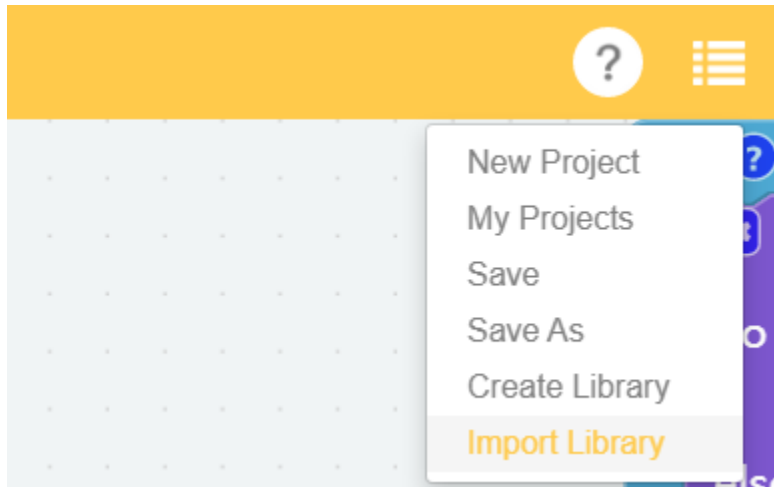 ?
New Project
?
My Projects
Save
Save As
Create Library
Import Library